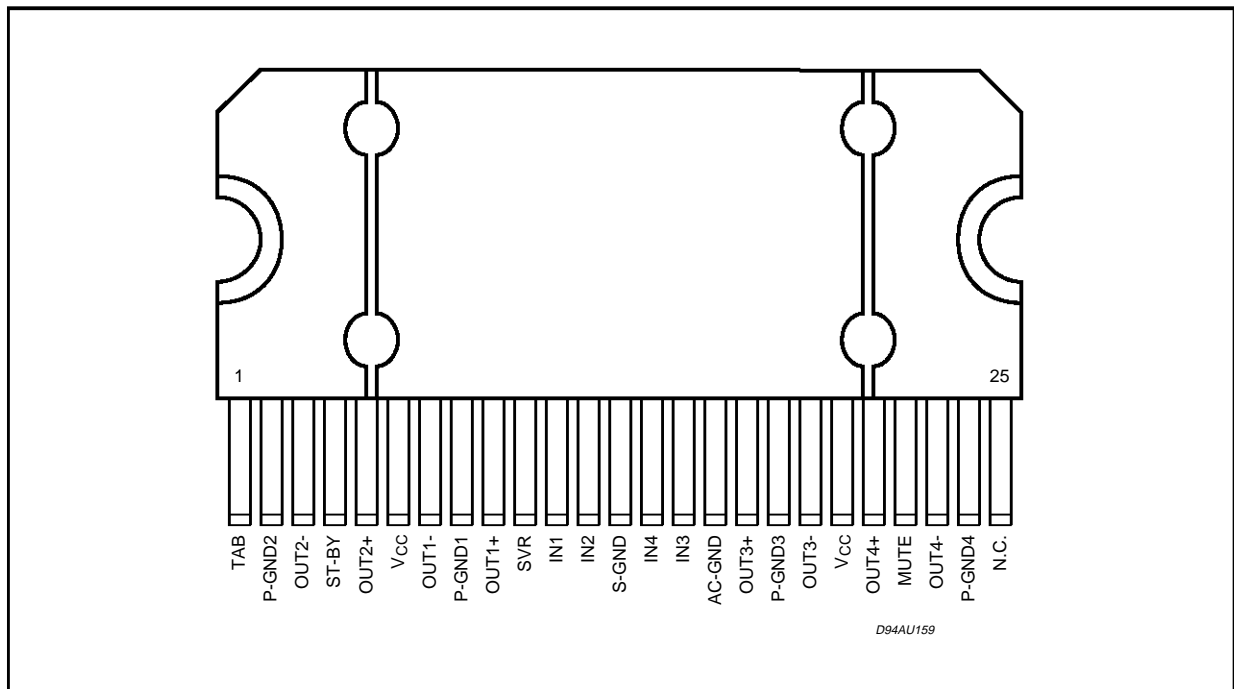 1
25
TAB
P-GND2
OUT2-
ST-BY
OUT2+
VCC
OUT1-
P-GND1
OUT1+
SVR
IN1
IN2
S-GND
IN4
IN3
AC-GND
OUT3+
P-GND3
OUT3-
VCC
OUT4+
MUTE
OUT4-
P-GND4
N.C.
D94AU159